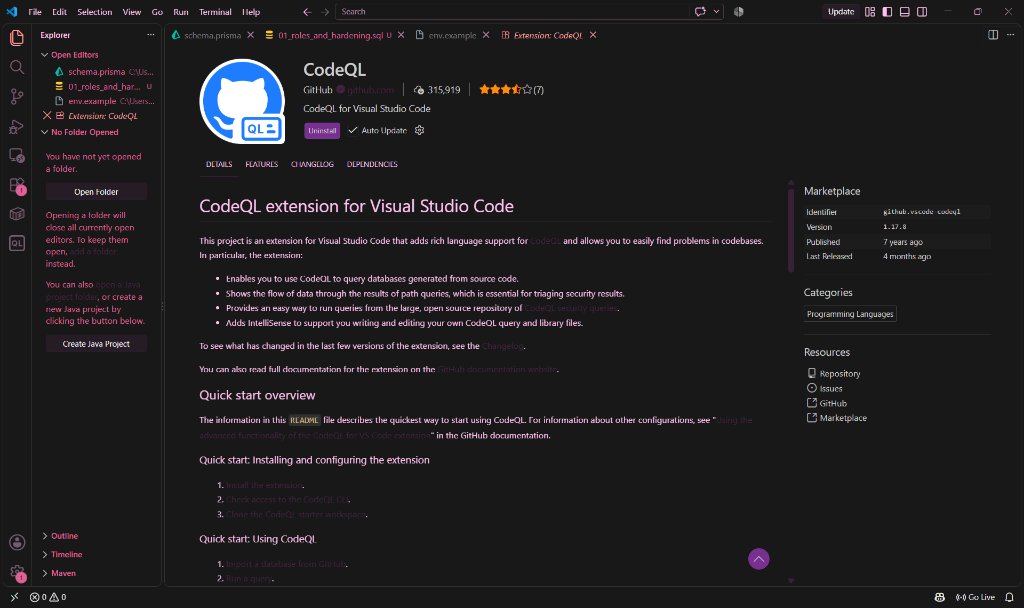 File Edit Selection View Go Run Terminal Help Search Update
Explorer
Open Editors
schema.prisma C:\Us...
01_roles_and_har... U
env.example C:\Users...
Extension: CodeQL
No Folder Opened
You have not yet opened
a folder.
Open Folder
Opening a folder will
close all currently open
editors. To keep them
open, add a folder
instead.
You can also open a Java
project folder, or create a
new Java project by
clicking the button below.
Create Java Project
Outline
Timeline
Maven
schema.prisma 01_roles_and_hardening.sql U env.example Extension: CodeQL
CodeQL
GitHub github.com 315,919 (7)
CodeQL for Visual Studio Code
Uninstall Auto Update
QL
DETAILS FEATURES CHANGELOG DEPENDENCIES
CodeQL extension for Visual Studio Code
This project is an extension for Visual Studio Code that adds rich language support for CodeQL and allows you to easily find problems in codebases.
In particular, the extension:
• Enables you to use CodeQL to query databases generated from source code.
• Shows the flow of data through the results of path queries, which is essential for triaging security results.
• Provides an easy way to run queries from the large, open source repository of CodeQL security queries.
• Adds IntelliSense to support you writing and editing your own CodeQL query and library files.
To see what has changed in the last few versions of the extension, see the Changelog.
You can also read full documentation for the extension on the GitHub documentation website.
Quick start overview
The information in this README file describes the quickest way to start using CodeQL. For information about other configurations, see "Using the
advanced functionality of the CodeQL for VS Code extension" in the GitHub documentation.
Quick start: Installing and configuring the extension
1. Install the extension.
2. Check access to the CodeQL CLI.
3. Clone the CodeQL starter workspace.
Quick start: Using CodeQL
1. Import a database from GitHub.
2. Run a query.
Marketplace
Identifier github.vscode-codeql
Version 1.17.8
Published 7 years ago
Last Released 4 months ago
Categories
Programming Languages
Resources
Repository
Issues
GitHub
Marketplace
QL
0 0 Go Live